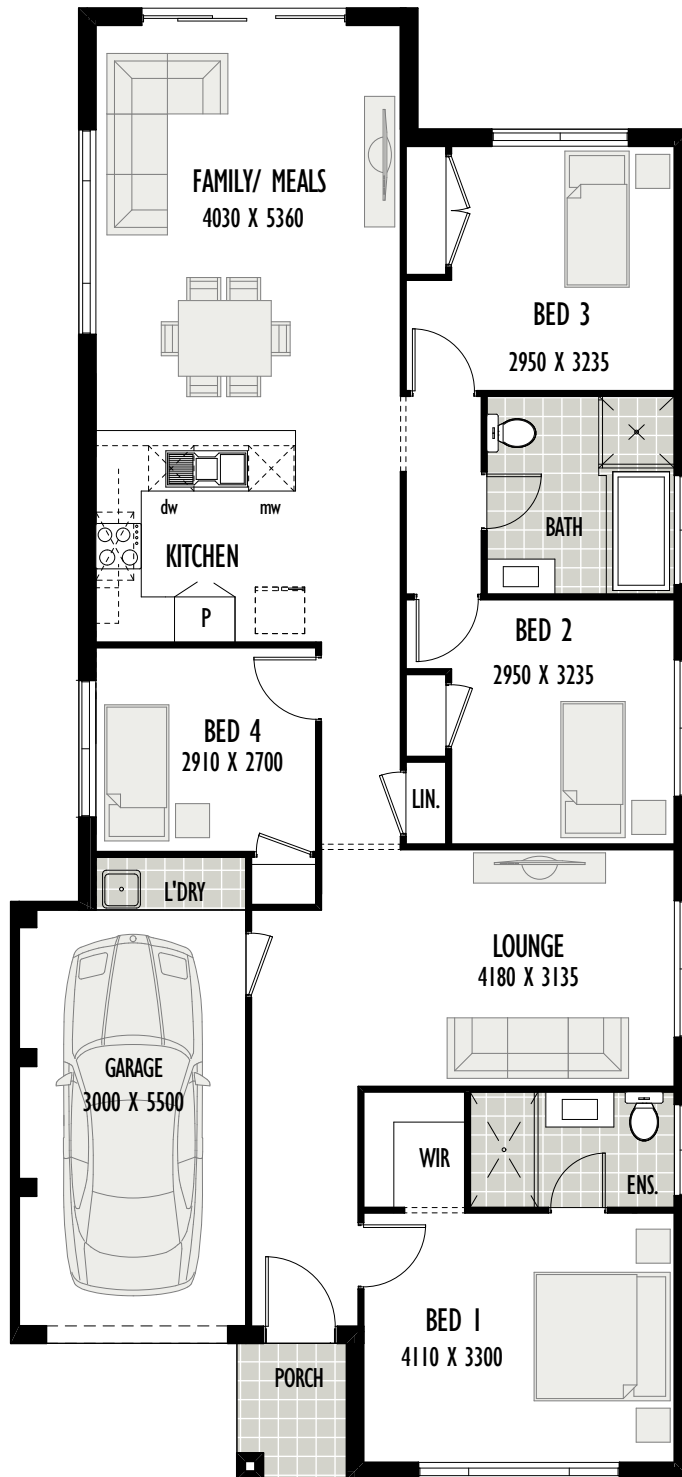 FAMILY/ MEALS
4030 X 5360
BED 3
2950 X 3235
dw
mw
BATH
KITCHEN
P
BED 2
2950 X 3235
BED 4
2910 X 2700
LIN.
L'DRY
LOUNGE
4180 X 3135
GARAGE
3000 X 5500
WIR
ENS.
BED 1
4110 X 3300
PORCH